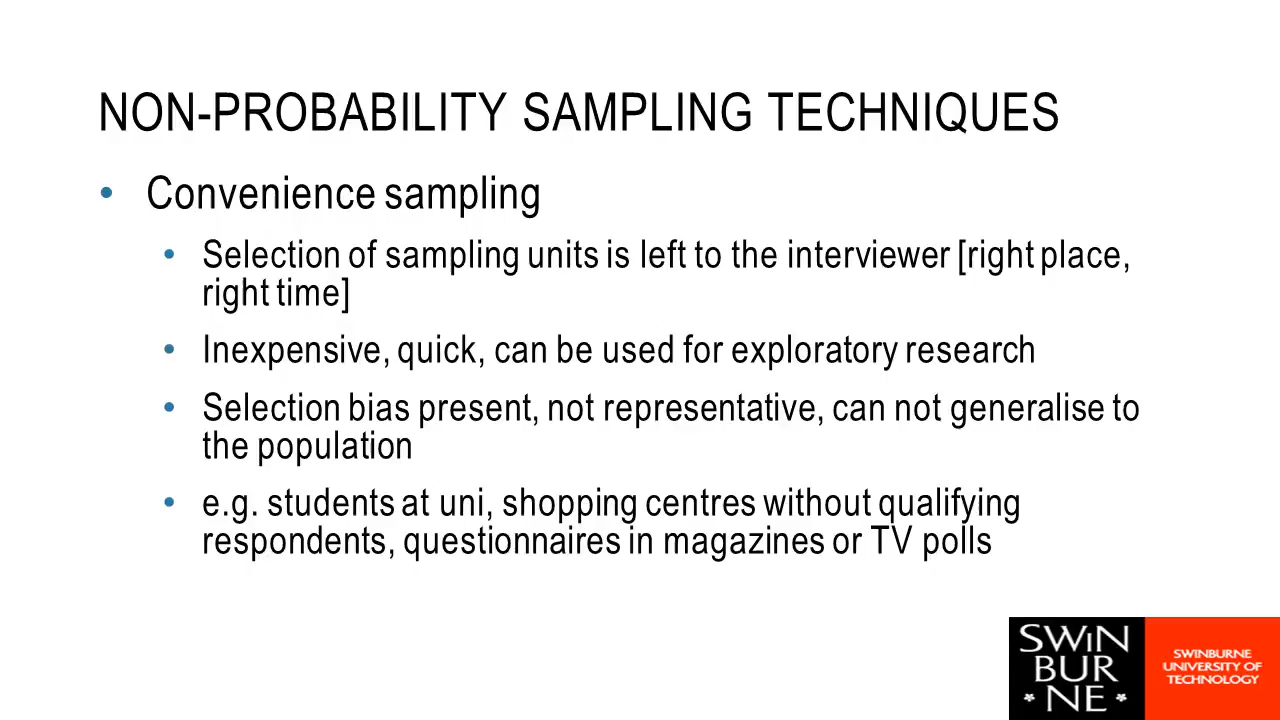 NON-PROBABILITY SAMPLING TECHNIQUES
• Convenience sampling
• Selection of sampling units is left to the interviewer [right place,
right time]
• Inexpensive, quick, can be used for exploratory research
• Selection bias present, not representative, can not generalise to
the population
• e.g. students at uni, shopping centres without qualifying
respondents, questionnaires in magazines or TV polls
SWIN
BUR
NE
SWINBURNE
UNIVERSITY OF
TECHNOLOGY